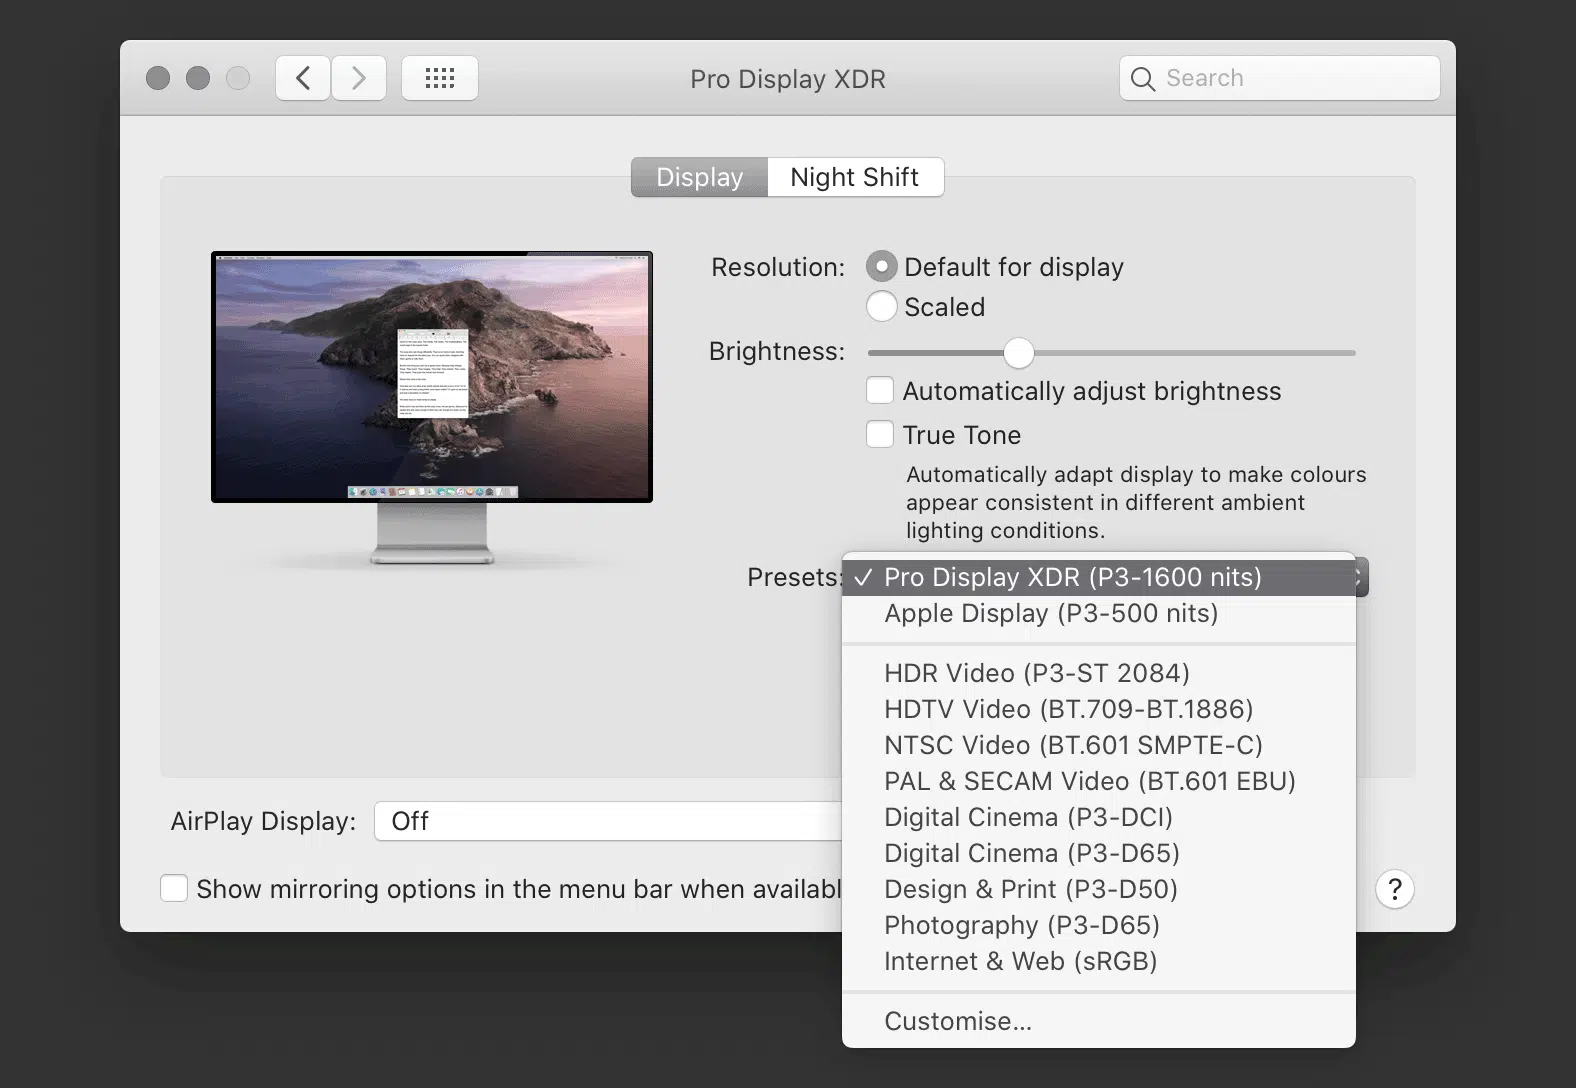 Pro Display XDR
Search
Display
Night Shift
Resolution:
Default for display
Scaled
Brightness:
Automatically adjust brightness
True Tone
Automatically adapt display to make colours
appear consistent in different ambient
lighting conditions.
Presets:
✓ Pro Display XDR (P3-1600 nits)
Apple Display (P3-500 nits)
HDR Video (P3-ST 2084)
HDTV Video (BT.709-BT.1886)
NTSC Video (BT.601 SMPTE-C)
PAL & SECAM Video (BT.601 EBU)
Digital Cinema (P3-DCI)
Digital Cinema (P3-D65)
Design & Print (P3-D50)
Photography (P3-D65)
Internet & Web (sRGB)
Customise...
AirPlay Display:
Off
Show mirroring options in the menu bar when availabl
?